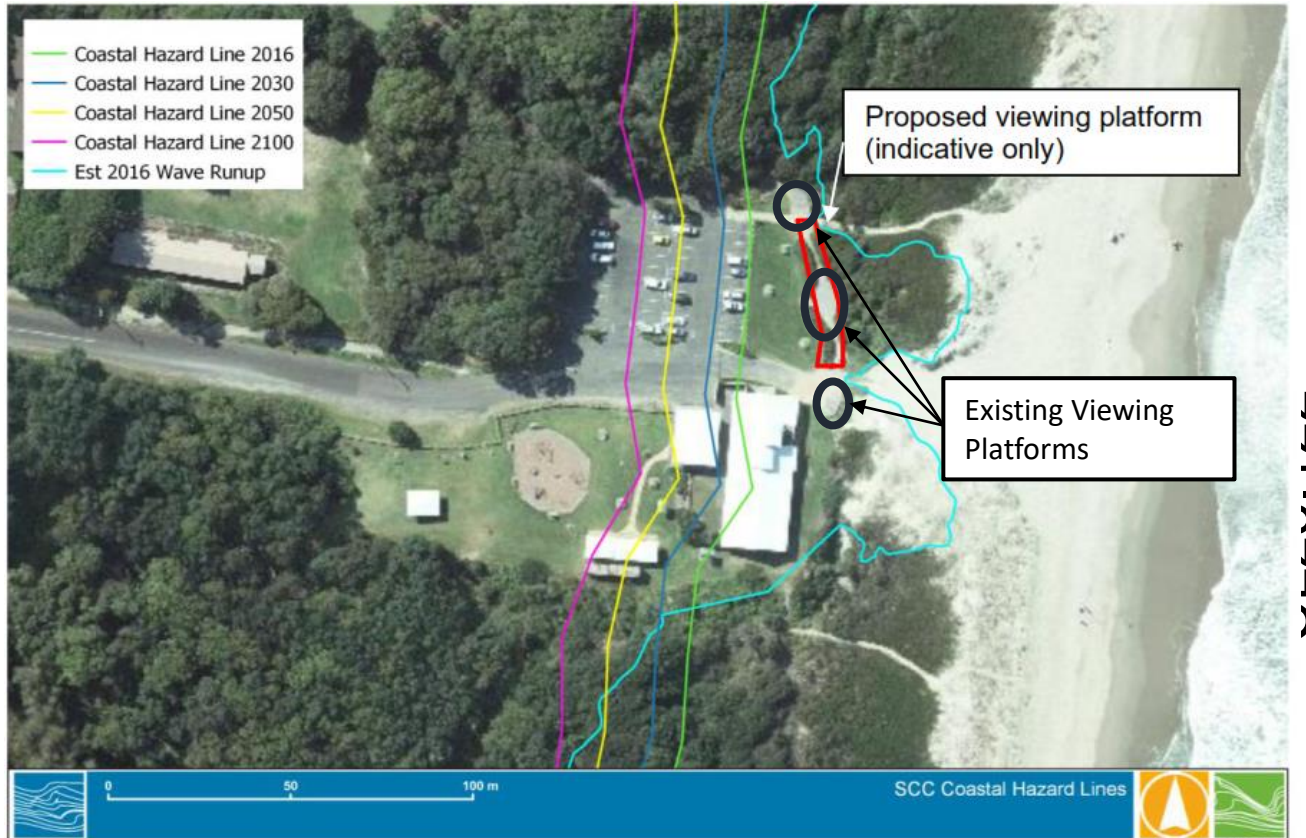 Coastal Hazard Line 2016
Coastal Hazard Line 2030
Coastal Hazard Line 2050
Coastal Hazard Line 2100
Est 2016 Wave Runup
Proposed viewing platform
(indicative only)
Existing Viewing
Platforms
0
50
100 m
SCC Coastal Hazard Lines